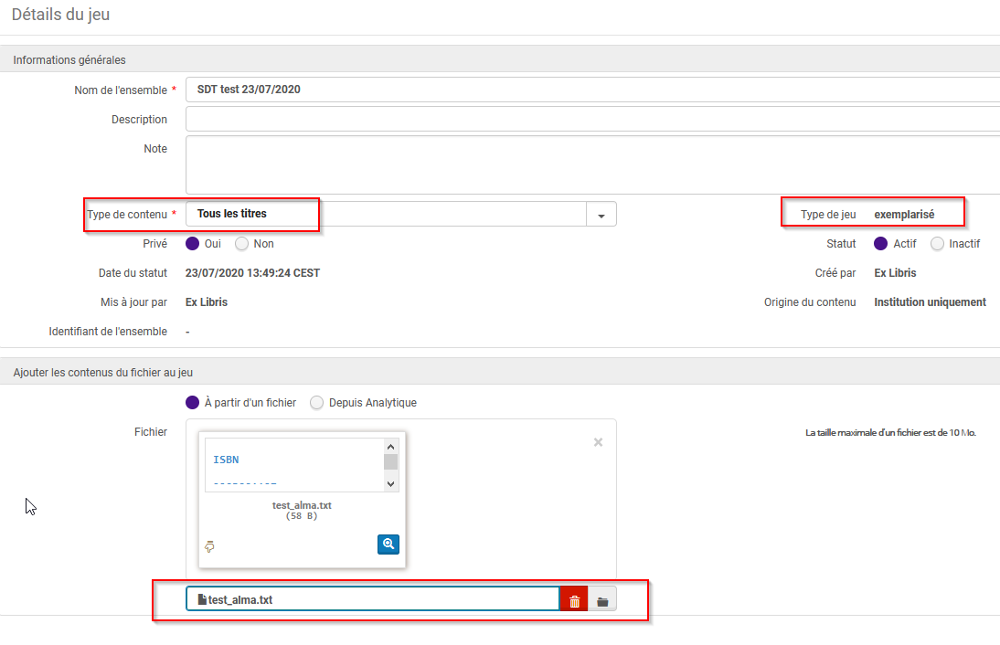 Détails du jeu
Informations générales
Nom de l'ensemble * SDT test 23/07/2020
Description
Note
Type de contenu * Tous les titres Type de jeu exemplarisé
Privé Oui Non Statut Actif Inactif
Date du statut 23/07/2020 13:49:24 CEST Créé par Ex Libris
Mis à jour par Ex Libris Origine du contenu Institution uniquement
Identifiant de l'ensemble -
Ajouter les contenus du fichier au jeu
À partir d'un fichier Depuis Analytique
Fichier La taille maximale d'un fichier est de 10 Mo.
ISBN
test_alma.txt
(58 B)
test_alma.txt